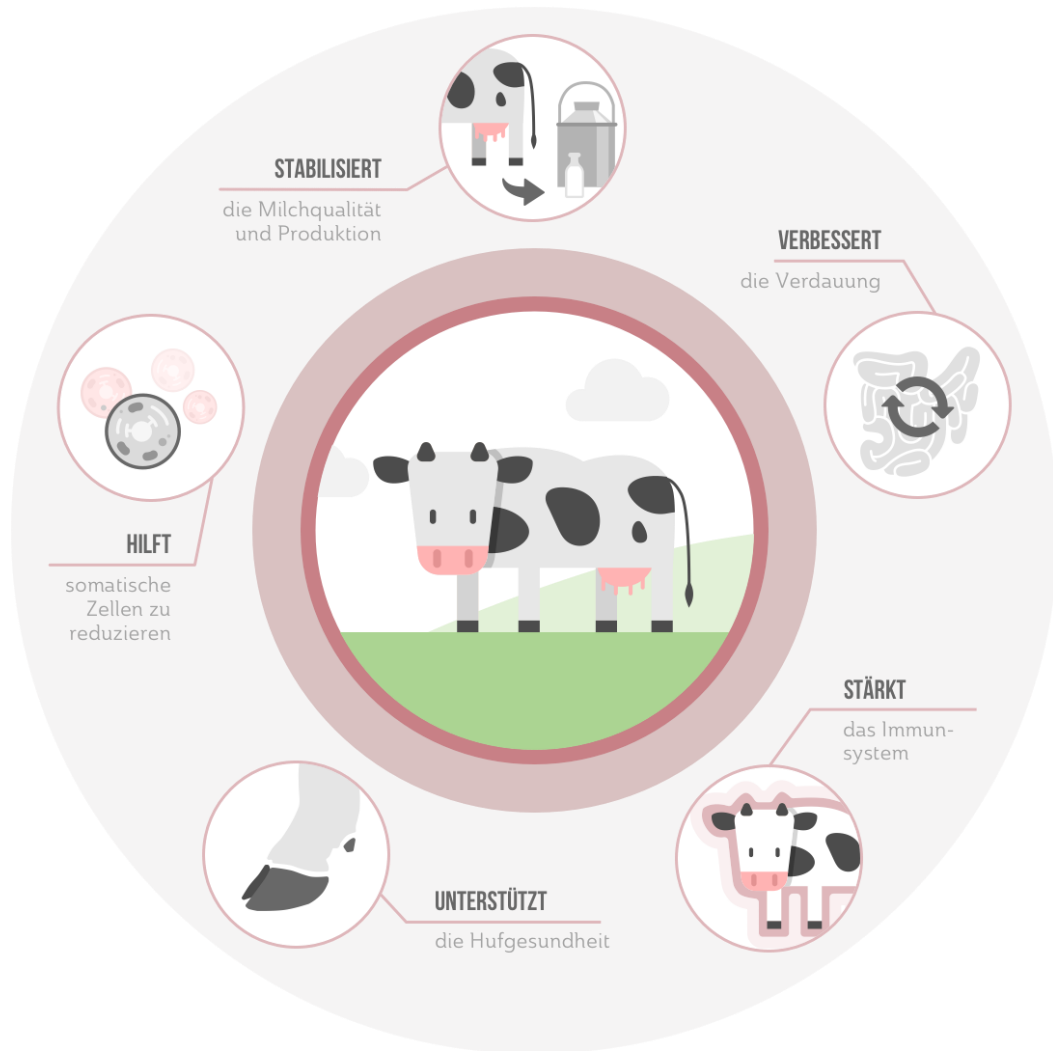 STABILISIERT
die Milchqualität
und Produktion
VERBESSERT
die Verdauung
HILFT
somatische
Zellen zu
reduzieren
STÄRKT
das Immun-
system
UNTERSTÜTZT
die Hufgesundheit